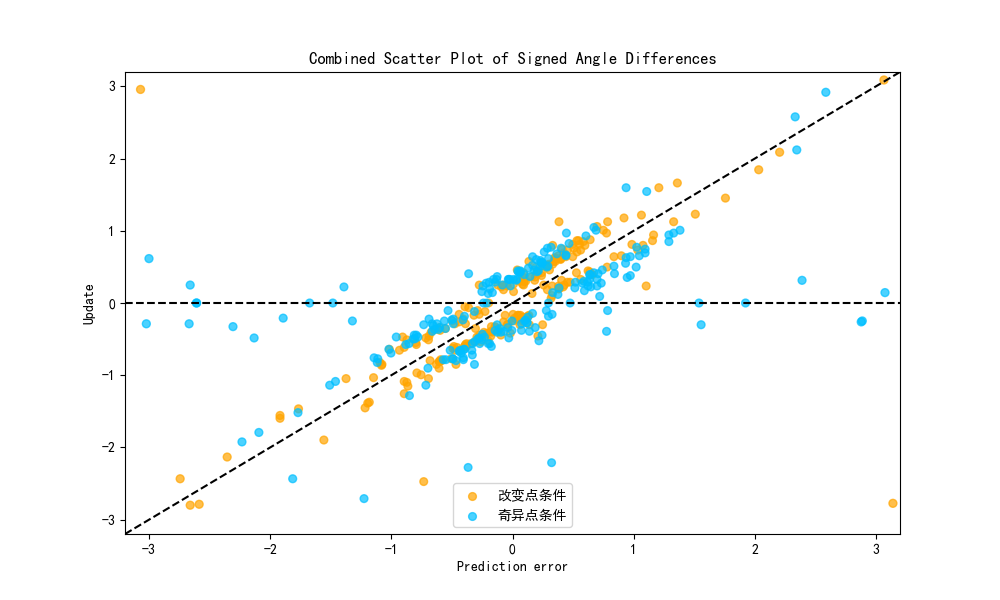 Combined Scatter Plot of Signed Angle Differences
3
2
1
0
−1
−2
−3
Update
改变点条件
奇异点条件
−3
−2
−1
0
1
2
3
Prediction error